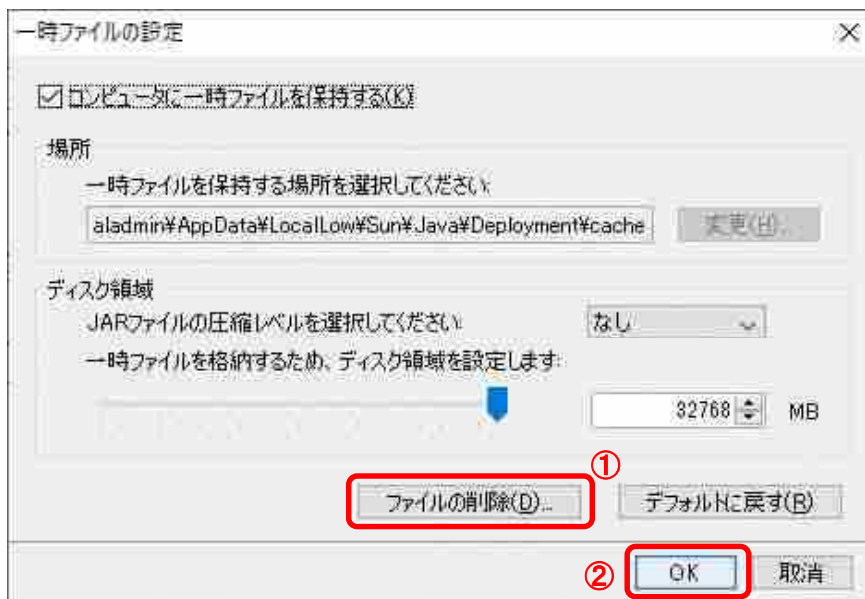 一時ファイルの設定
コンピュータに一時ファイルを保持する(K)
場所
一時ファイルを保持する場所を選択してください:
aladmin¥AppData¥LocalLow¥Sun¥Java¥Deployment¥cache
変更(H)...
ディスク領域
JARファイルの圧縮レベルを選択してください:
なし
一時ファイルを格納するため、ディスク領域を設定します:
32768 MB
①
ファイルの削除(D)...
デフォルトに戻す(R)
②
OK
取消